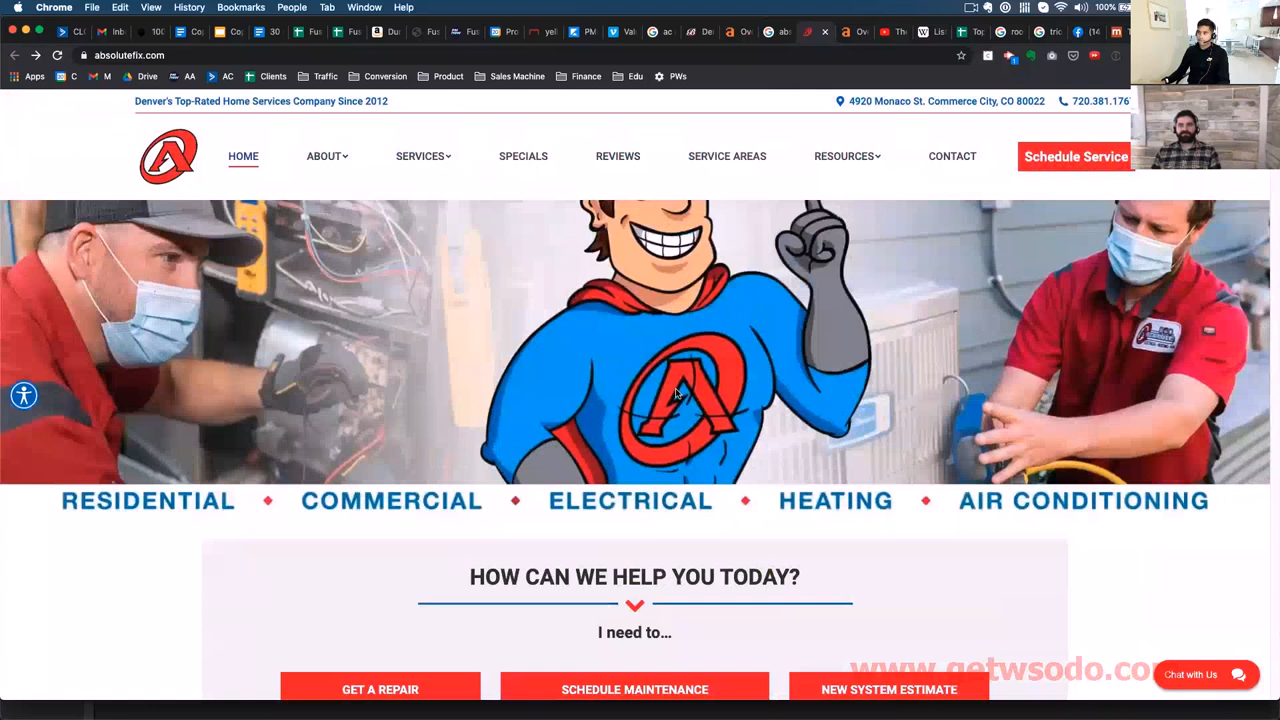 Chrome File Edit View History Bookmarks People Tab Window Help 100%
absolutefix.com
Apps C M Drive AA AC Clients Traffic Conversion Product Sales Machine Finance Edu PWs
Denver's Top-Rated Home Services Company Since 2012 4920 Monaco St. Commerce City, CO 80022 720.381.176
HOME ABOUT SERVICES SPECIALS REVIEWS SERVICE AREAS RESOURCES CONTACT Schedule Service
RESIDENTIAL COMMERCIAL ELECTRICAL HEATING AIR CONDITIONING
HOW CAN WE HELP YOU TODAY?
I need to...
GET A REPAIR SCHEDULE MAINTENANCE NEW SYSTEM ESTIMATE
www.getwsodo.co
Chat with Us